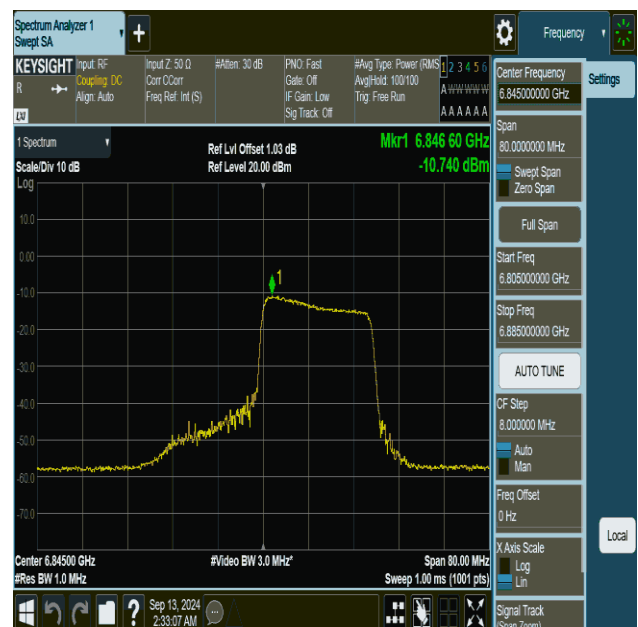 Spectrum Analyzer 1
Swept SA
+
Frequency
KEYSIGHT
R
LXI
Input: RF
Coupling: DC
Align: Auto
Input Z: 50 Ω
Corr CCorr
Freq Ref: Int (S)
#Atten: 30 dB
PNO: Fast
Gate: Off
IF Gain: Low
Sig Track: Off
#Avg Type: Power (RMS
Avg|Hold: 100/100
Trig: Free Run
1 2 3 4 5 6
A W W W W W
A A A A A A
1 Spectrum
Scale/Div 10 dB
Log
Ref Lvl Offset 1.03 dB
Ref Level 20.00 dBm
Mkr1 6.846 60 GHz
-10.740 dBm
10.0
0.00
-10.0
-20.0
-30.0
-40.0
-50.0
-60.0
-70.0
1
Center 6.84500 GHz
#Res BW 1.0 MHz
#Video BW 3.0 MHz*
Span 80.00 MHz
Sweep 1.00 ms (1001 pts)
Center Frequency
6.845000000 GHz
Span
80.0000000 MHz
Swept Span
Zero Span
Full Span
Start Freq
6.805000000 GHz
Stop Freq
6.885000000 GHz
AUTO TUNE
CF Step
8.000000 MHz
Auto
Man
Freq Offset
0 Hz
X Axis Scale
Log
Lin
Signal Track
(Span Zoom)
Settings
Local
?
Sep 13, 2024
2:33:07 AM